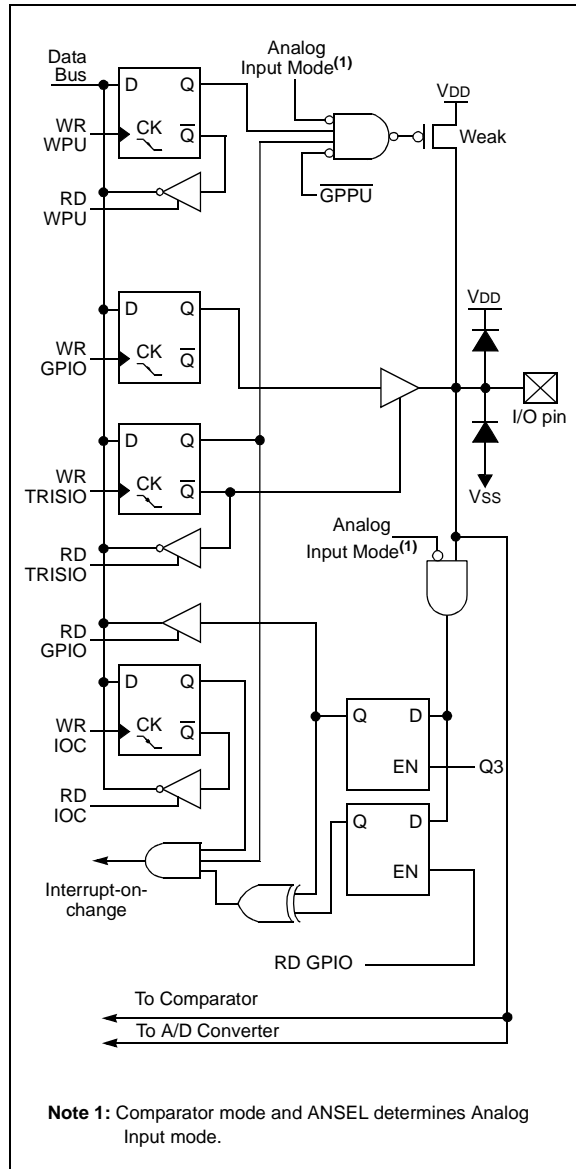 Data
Bus
D
Q
WR
WPU
CK
Q
RD
WPU
Analog
Input Mode(1)
VDD
Weak
GPPU
D
Q
WR
GPIO
CK
Q
VDD
I/O pin
VSS
D
Q
WR
TRISIO
CK
Q
RD
TRISIO
Analog
Input Mode(1)
RD
GPIO
D
Q
WR
IOC
CK
Q
RD
IOC
Q
D
EN
Q3
Q
D
EN
Interrupt-on-
change
RD GPIO
To Comparator
To A/D Converter
Note 1: Comparator mode and ANSEL determines Analog
Input mode.